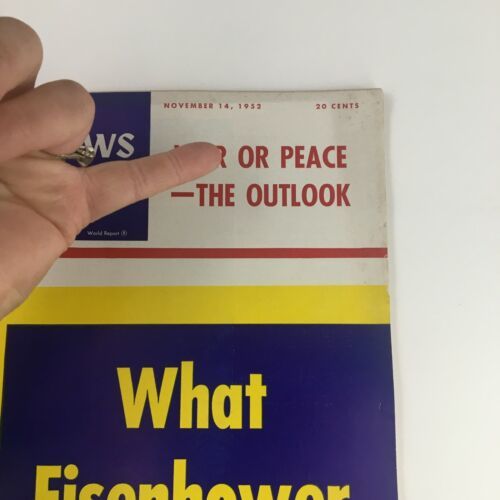 NOVEMBER 14, 1952 20 CENTS
WS
OR PEACE
—THE OUTLOOK
World Report (R)
What
Eisenhower